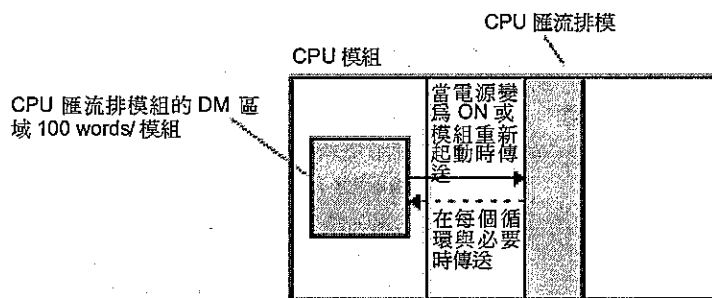 CPU 匯流排模
CPU 模組
CPU 匯流排模組的 DM 區
域 100 words/ 模組
當電源變
為 ON 或
模組重新
起動時傳
送
在每個循
環與必要
時傳送